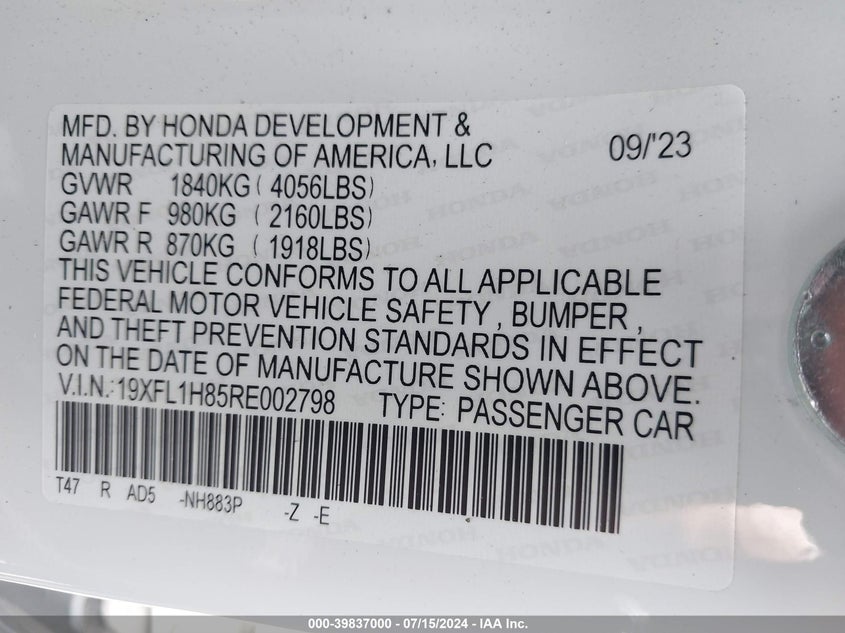 MFD. BY HONDA DEVELOPMENT &
MANUFACTURING OF AMERICA, LLC 09/'23
GVWR 1840KG ( 4056LBS)
GAWR F 980KG ( 2160LBS)
GAWR R 870KG ( 1918LBS)
THIS VEHICLE CONFORMS TO ALL APPLICABLE
FEDERAL MOTOR VEHICLE SAFETY , BUMPER ,
AND THEFT PREVENTION STANDARDS IN EFFECT
ON THE DATE OF MANUFACTURE SHOWN ABOVE.
V.I.N.: 19XFL1H85RE002798 TYPE: PASSENGER CAR
T47 R AD5 -NH883P -Z -E
HONDA
000-39837000 - 07/15/2024 - IAA Inc.